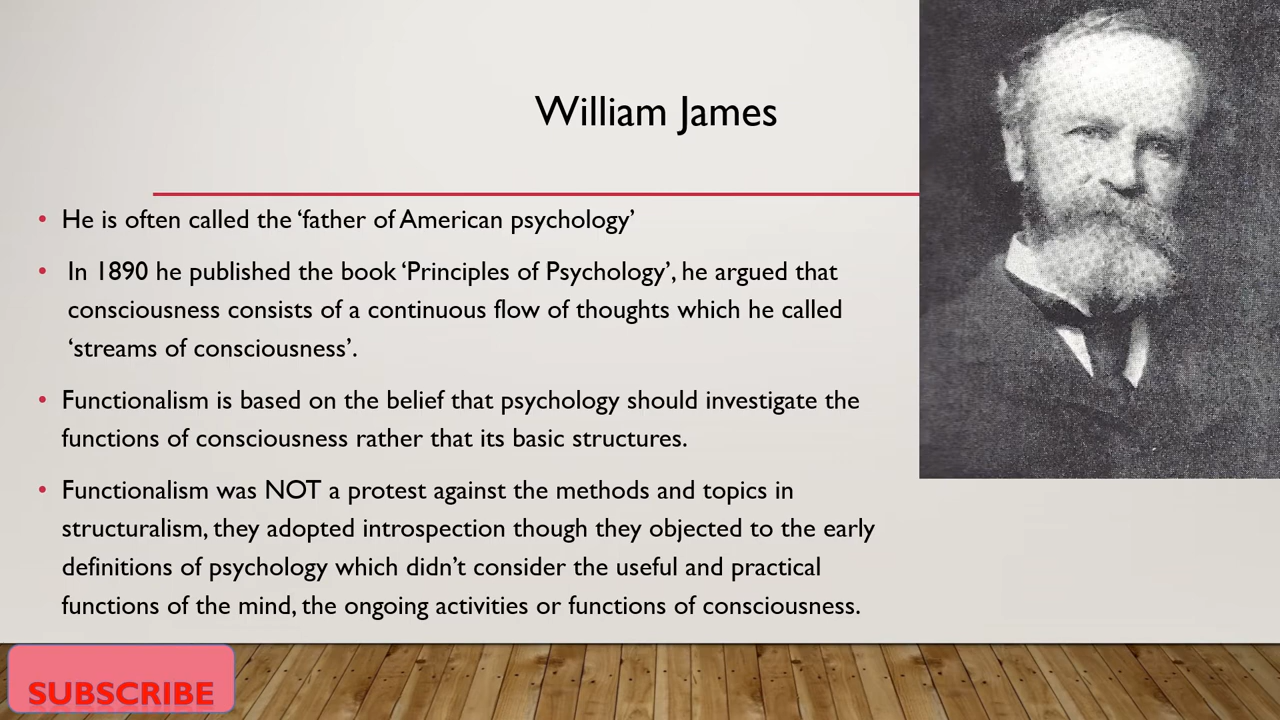 William James
• He is often called the ‘father of American psychology’
• In 1890 he published the book ‘Principles of Psychology’, he argued that
consciousness consists of a continuous flow of thoughts which he called
‘streams of consciousness’.
• Functionalism is based on the belief that psychology should investigate the
functions of consciousness rather that its basic structures.
• Functionalism was NOT a protest against the methods and topics in
structuralism, they adopted introspection though they objected to the early
definitions of psychology which didn’t consider the useful and practical
functions of the mind, the ongoing activities or functions of consciousness.
SUBSCRIBE